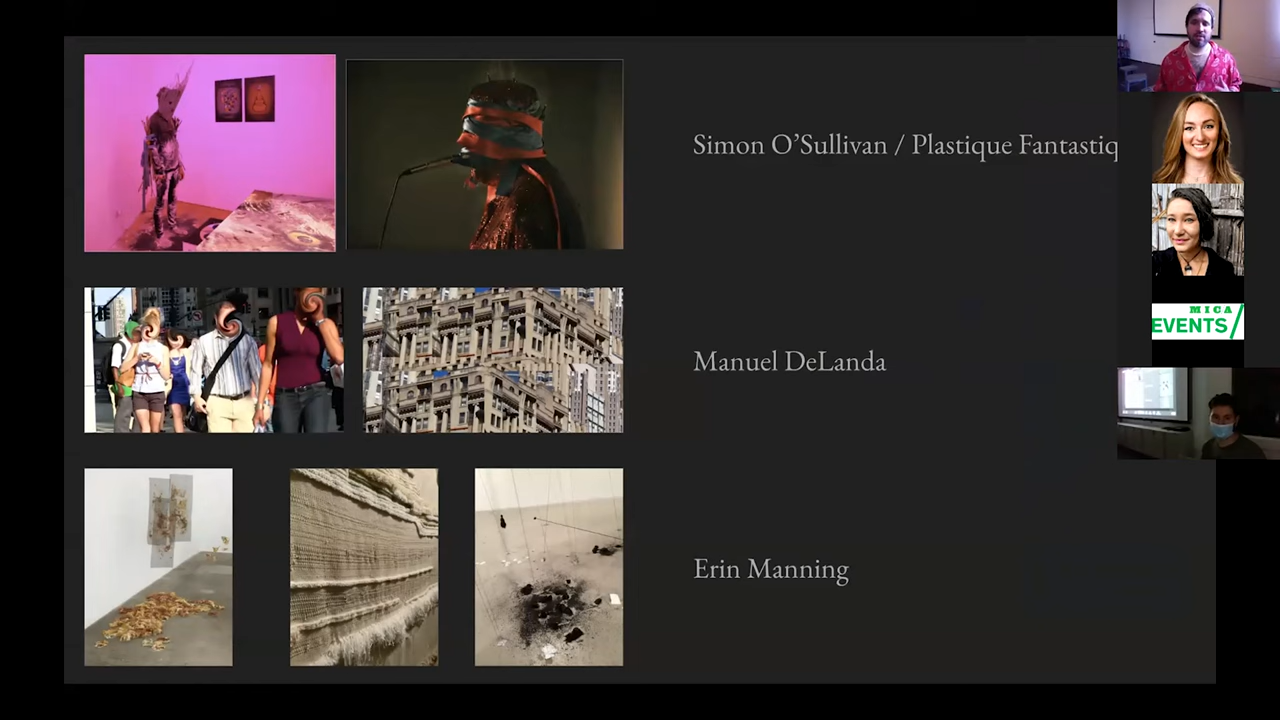 Simon O’Sullivan / Plastique Fantastiq
Manuel DeLanda
Erin Manning
MICA
EVENTS/